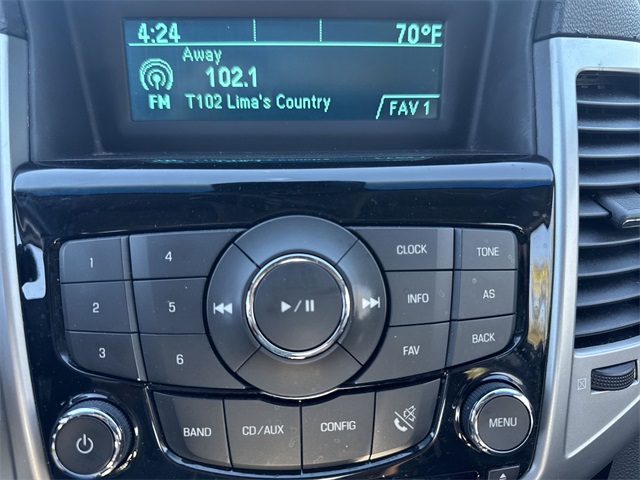 4:24 70°F
Away
102.1
FM T102 Lima's Country FAV 1
1 4 CLOCK TONE
2 5 INFO AS
3 6 FAV BACK
BAND CD/AUX CONFIG MENU